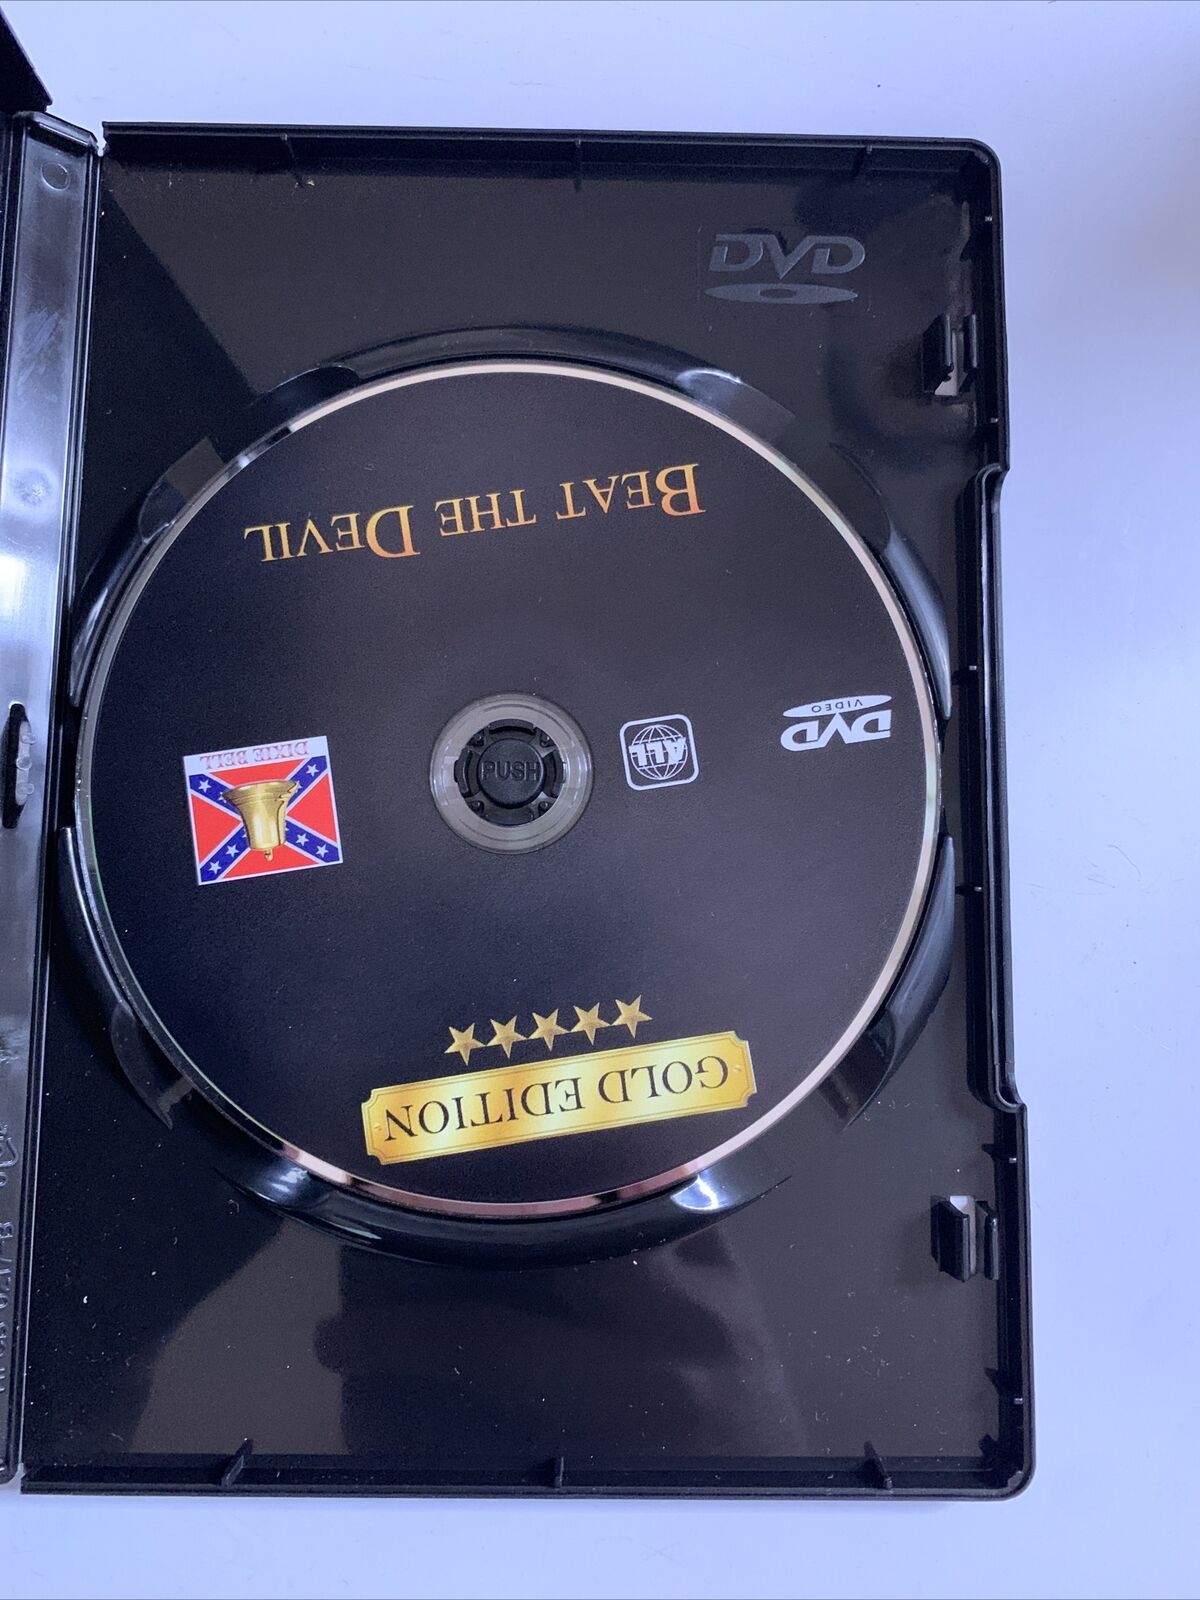 DVD
GOLD EDITION
DIXIE BELL
PUSH
ALL
DVD
VIDEO
BEAT THE DEVIL